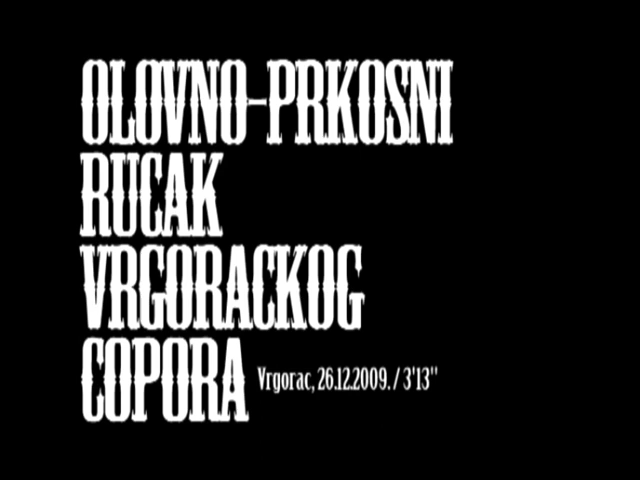 OLOVNO-PRKOSNI
RUCAK
VRGORACKOG
COPORA Vrgorac, 26.12.2009. / 3'13"